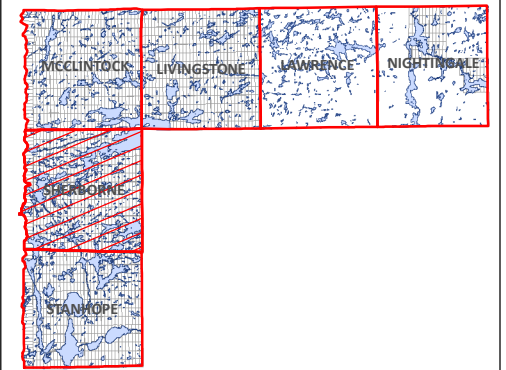 MCCLINTOCK
LIVINGSTONE
LAWRENCE
NIGHTINGALE
SHERBORNE
STANHOPE